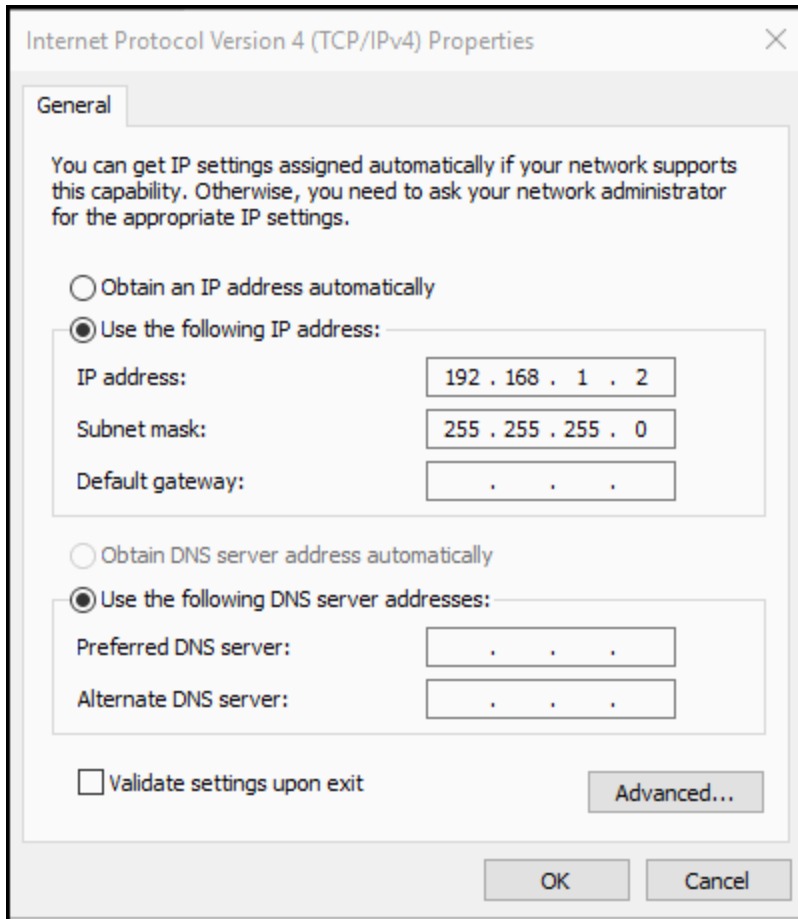 Internet Protocol Version 4 (TCP/IPv4) Properties
General
You can get IP settings assigned automatically if your network supports
this capability. Otherwise, you need to ask your network administrator
for the appropriate IP settings.
Obtain an IP address automatically
Use the following IP address:
IP address: 192 . 168 . 1 . 2
Subnet mask: 255 . 255 . 255 . 0
Default gateway: . . .
Obtain DNS server address automatically
Use the following DNS server addresses:
Preferred DNS server: . . .
Alternate DNS server: . . .
Validate settings upon exit
Advanced...
OK Cancel